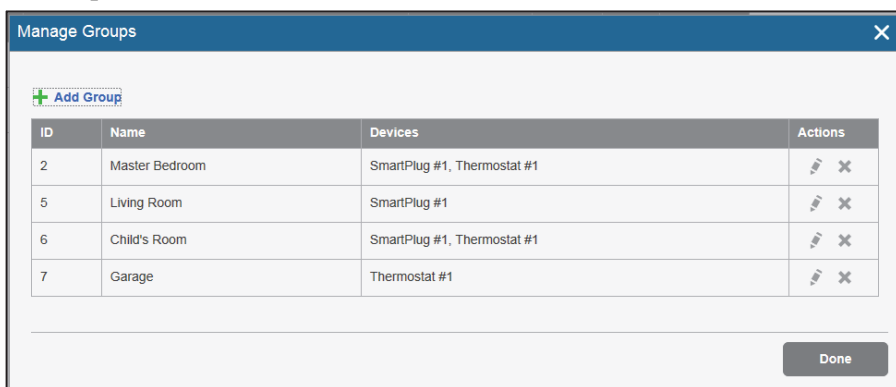 Manage Groups
Add Group
ID Name Devices Actions
2 Master Bedroom SmartPlug #1, Thermostat #1
5 Living Room SmartPlug #1
6 Child's Room SmartPlug #1, Thermostat #1
7 Garage Thermostat #1
Done